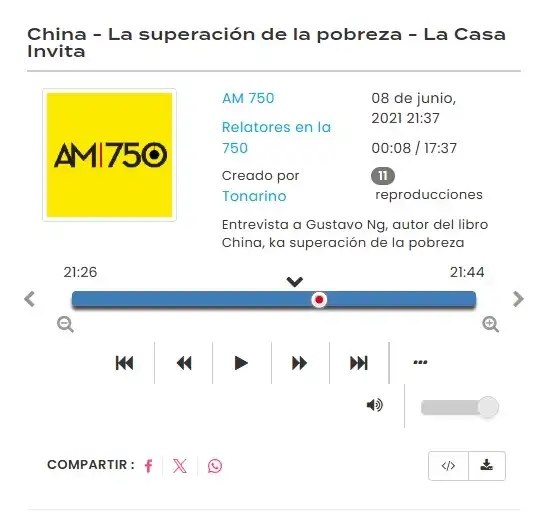 China - La superación de la pobreza - La Casa
Invita
AM|750
AM 750
Relatores en la
750
Creado por
Tonarino
08 de junio,
2021 21:37
00:08 / 17:37
11
reproducciones
Entrevista a Gustavo Ng, autor del libro
China, ka superación de la pobreza
21:26
21:44
COMPARTIR :